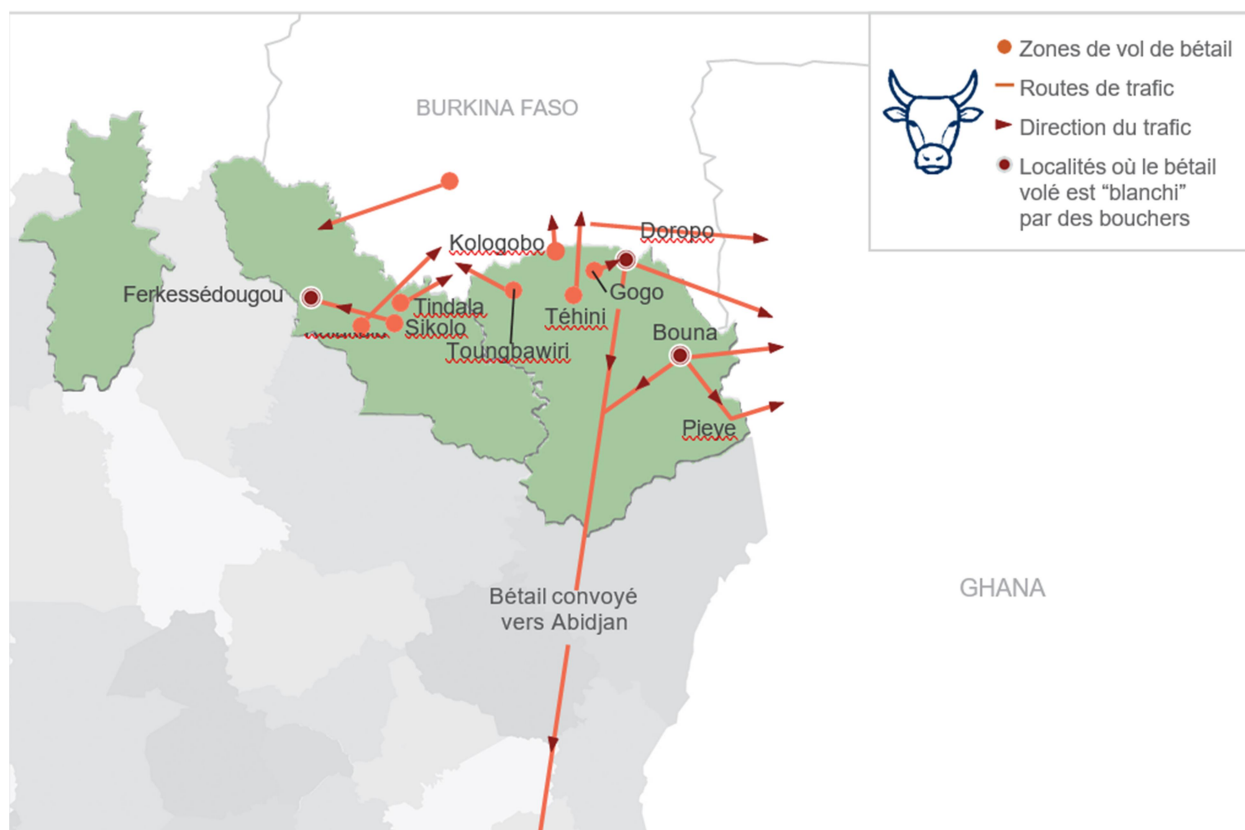 BURKINA FASO
Zones de vol de bétail
Routes de trafic
Direction du trafic
Localités où le bétail
volé est “blanchi”
par des bouchers
Kologobo
Doropo
Ferkessédougou
Tindala
Sikolo
Gogo
Téhini
Bouna
Toungbawiri
Pieye
Bétail convoyé
vers Abidjan
GHANA